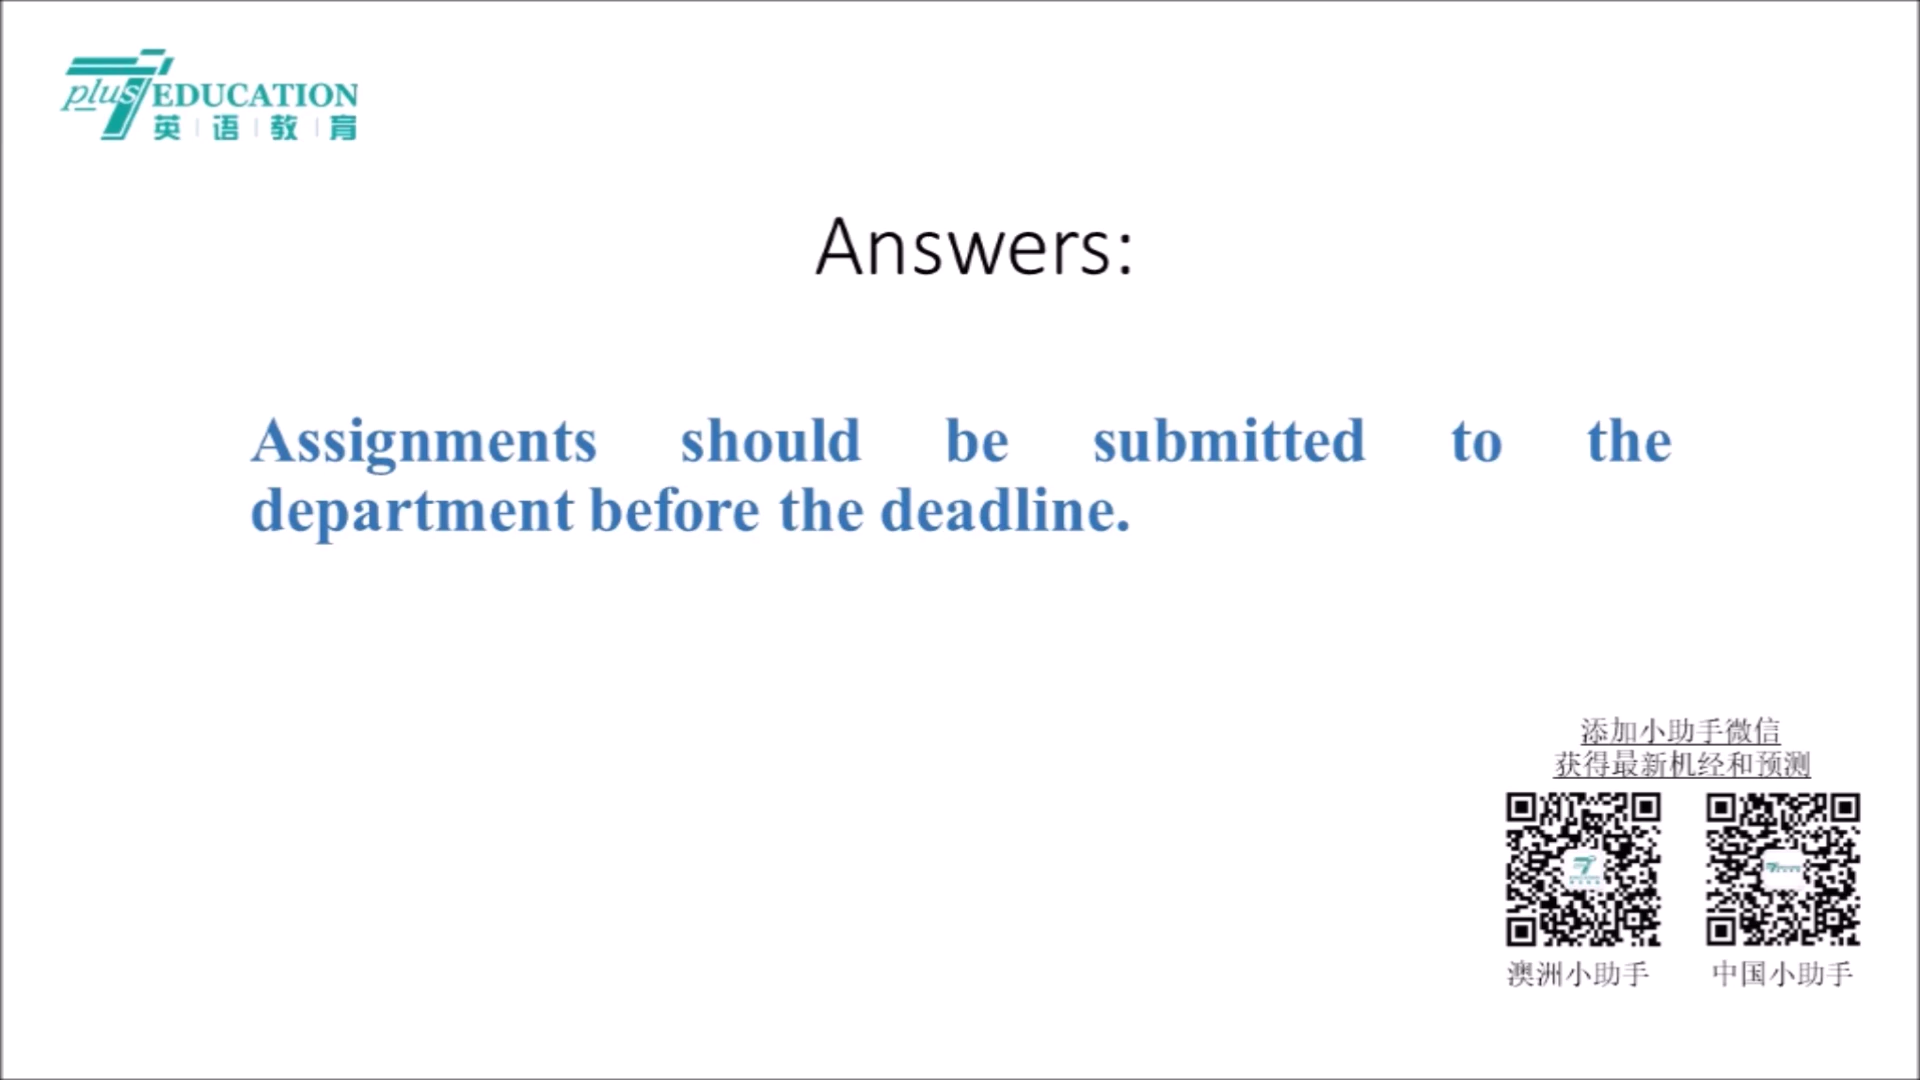 plus 7 EDUCATION
英语教育
Answers:
Assignments should be submitted to the
department before the deadline.
添加小助手微信
获得最新机经和预测
澳洲小助手
中国小助手